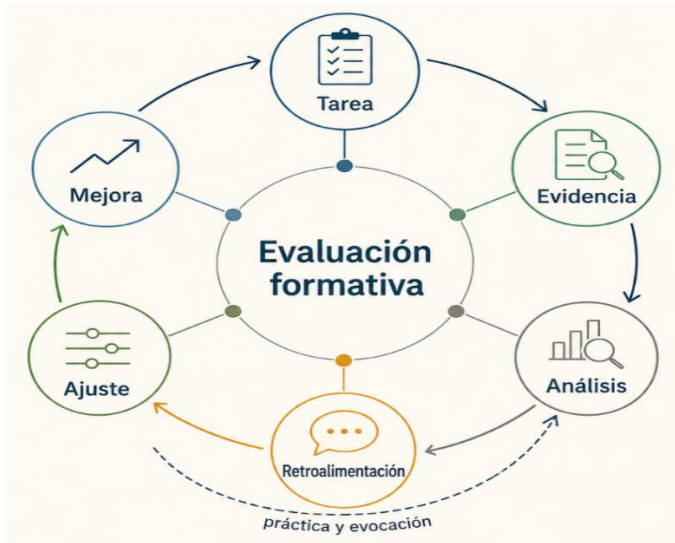 Tarea
Evidencia
Análisis
Retroalimentación
Ajuste
Mejora
Evaluación
formativa
práctica y evocación